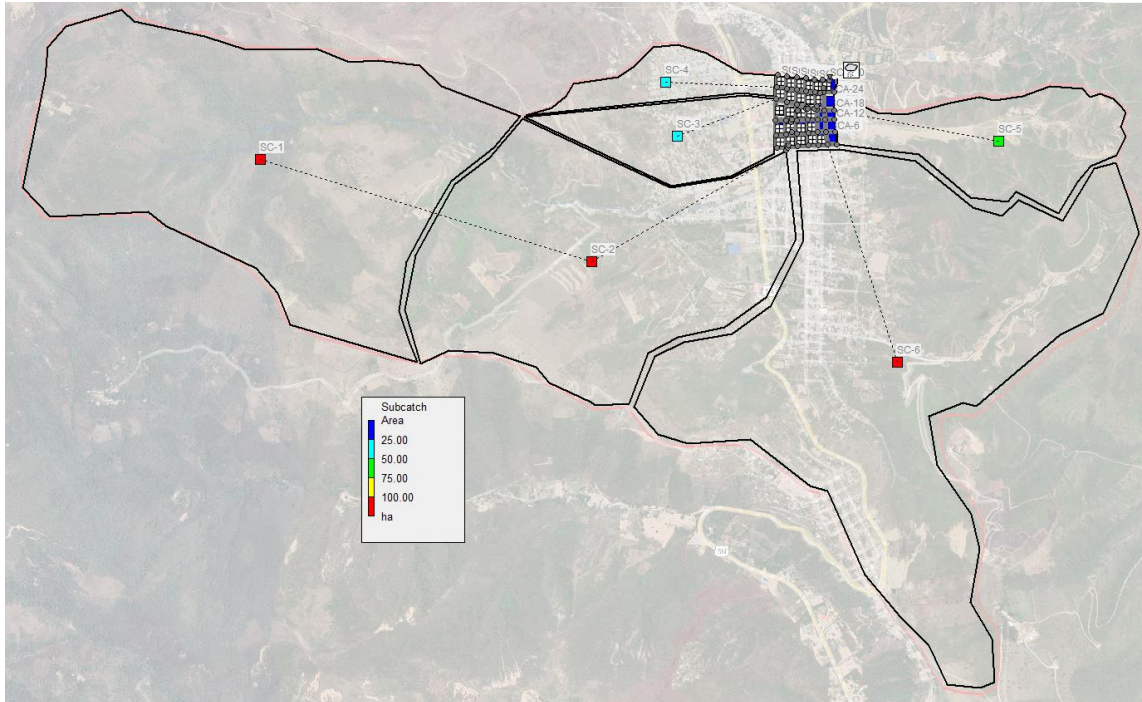 SC-4
CA-24
CA-18
SC-3
CA-12
CA-6
SC-5
SC-1
SC-2
SC-6
Subcatch
Area
25.00
50.00
75.00
100.00
ha
5N